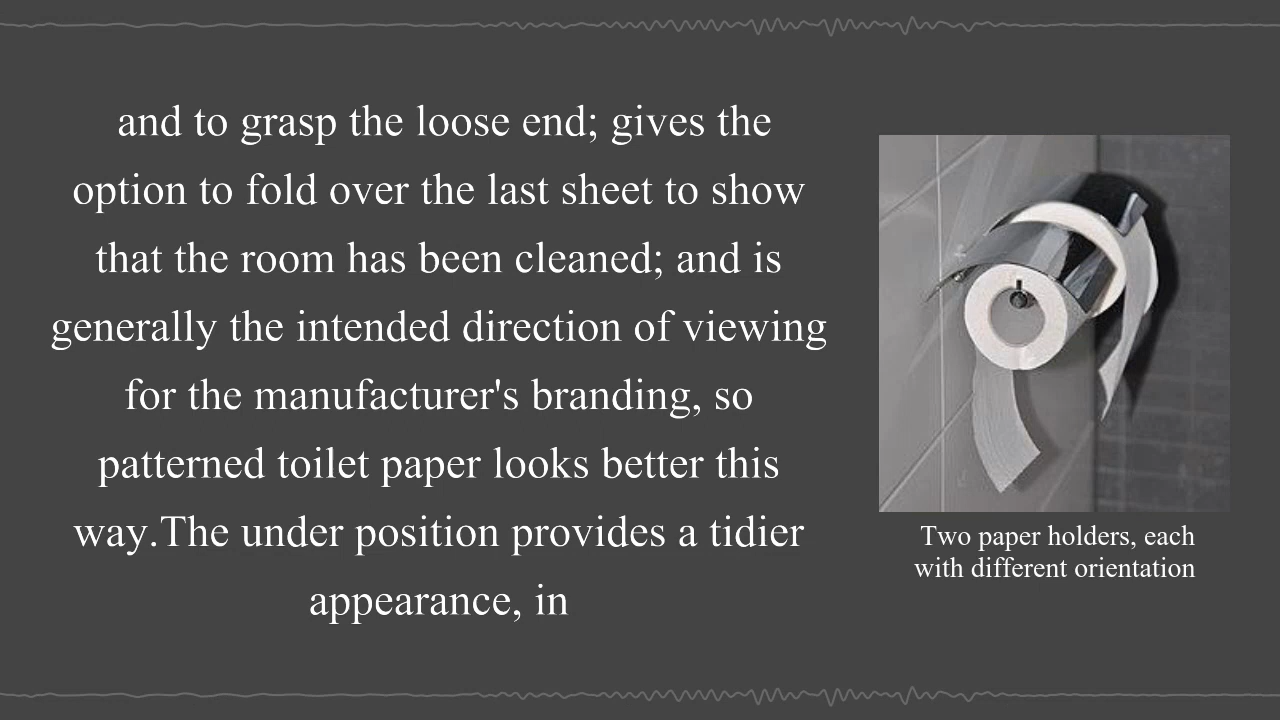 and to grasp the loose end; gives the
option to fold over the last sheet to show
that the room has been cleaned; and is
generally the intended direction of viewing
for the manufacturer's branding, so
patterned toilet paper looks better this
way.The under position provides a tidier
appearance, in
Two paper holders, each
with different orientation